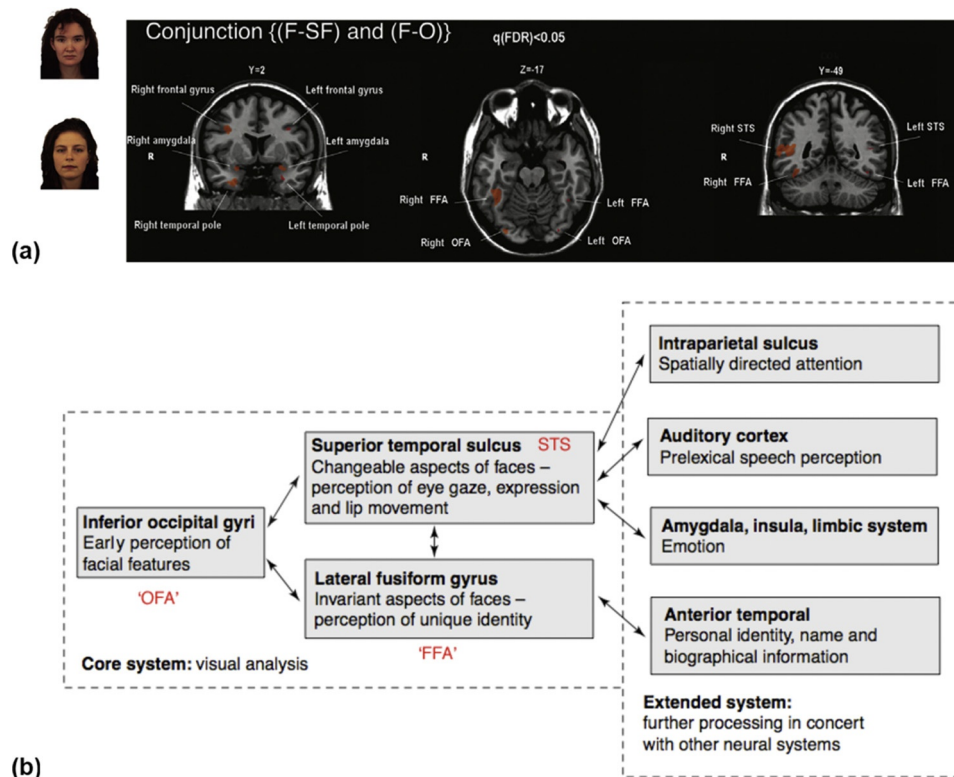 Conjunction {(F-SF) and (F-O)}
q(FDR)<0.05
Y=2
Right frontal gyrus
Left frontal gyrus
Right amygdala
Left amygdala
R
Right temporal pole
Left temporal pole
Z=-17
R
Right FFA
Left FFA
Right OFA
Left OFA
Y=-49
Right STS
Left STS
R
Right FFA
Left FFA
(a)
Intraparietal sulcus
Spatially directed attention
Superior temporal sulcus STS
Changeable aspects of faces –
perception of eye gaze, expression
and lip movement
Auditory cortex
Prelexical speech perception
Inferior occipital gyri
Early perception of
facial features
'OFA'
Amygdala, insula, limbic system
Emotion
Lateral fusiform gyrus
Invariant aspects of faces –
perception of unique identity
'FFA'
Anterior temporal
Personal identity, name and
biographical information
Core system: visual analysis
Extended system:
further processing in concert
with other neural systems
(b)